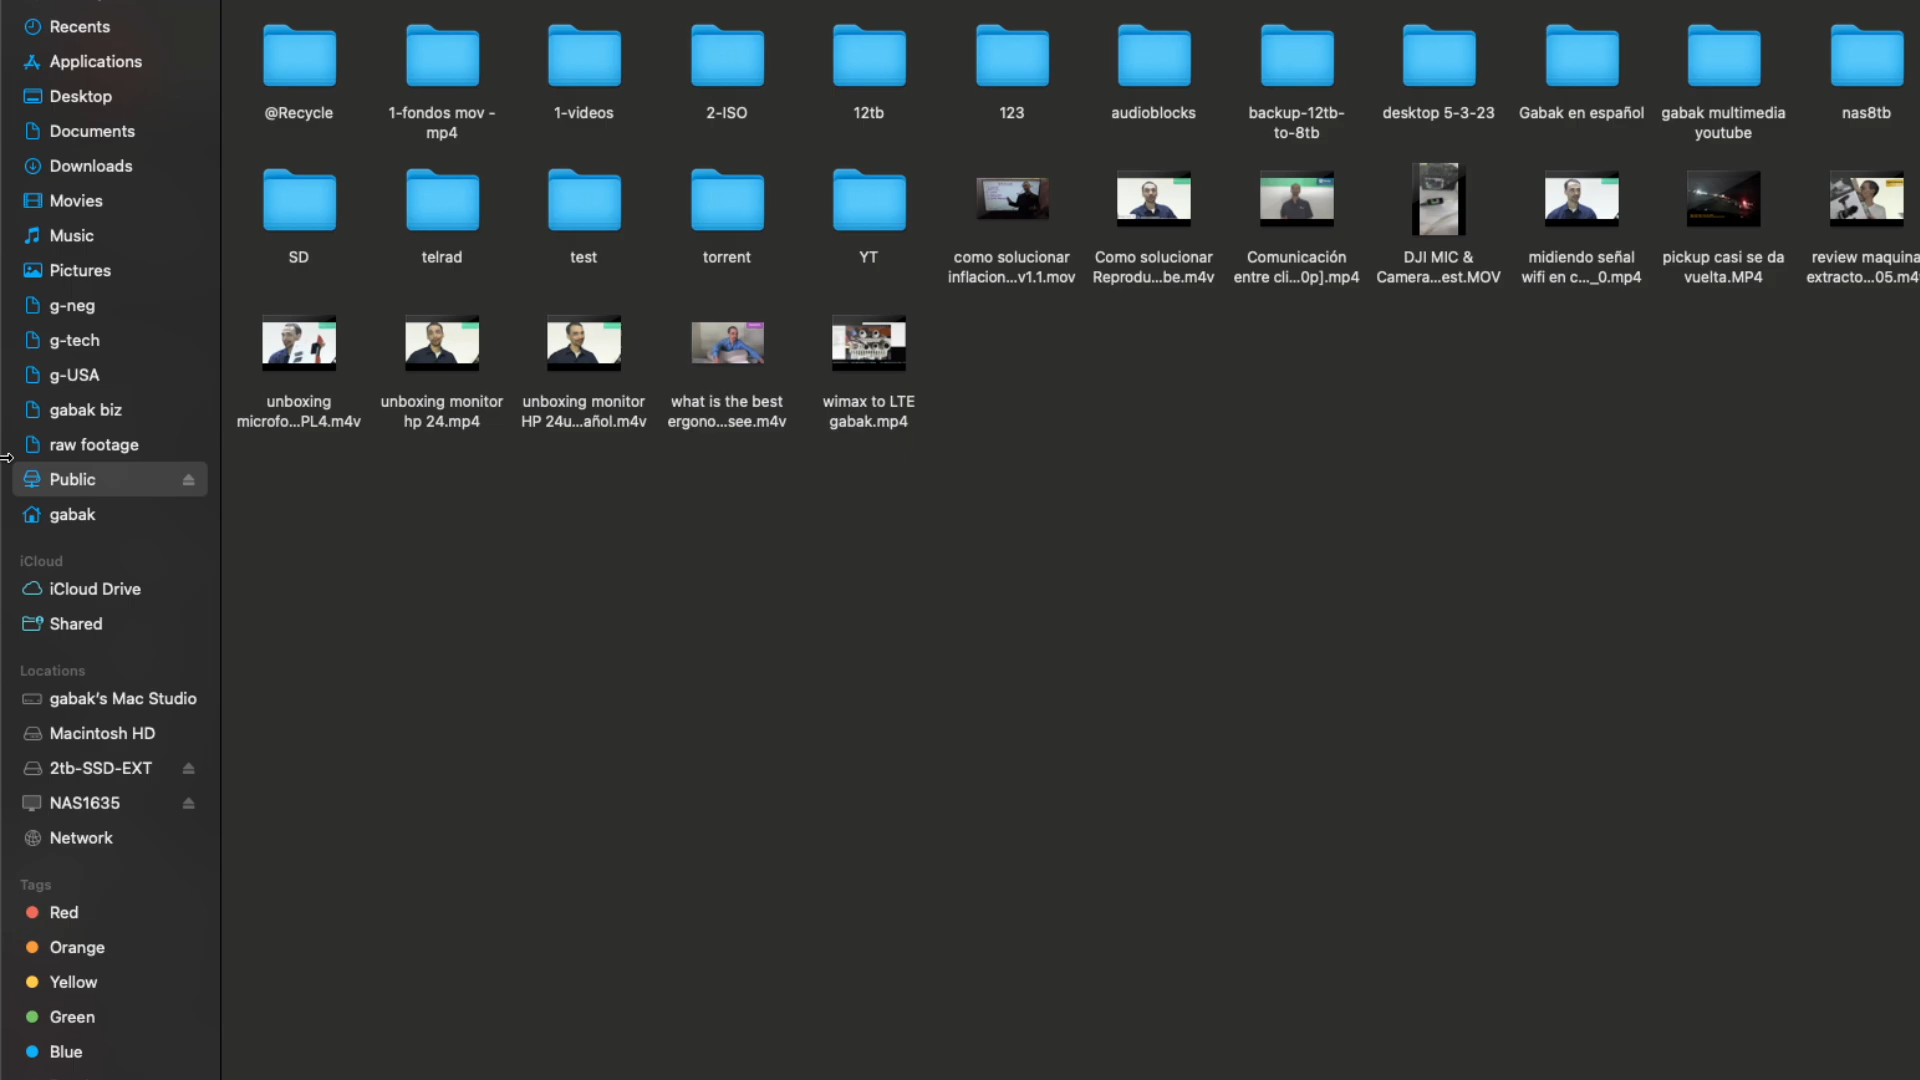 Recents
Applications
Desktop
Documents
Downloads
Movies
Music
Pictures
g-neg
g-tech
g-USA
gabak biz
raw footage
Public
gabak
iCloud
iCloud Drive
Shared
Locations
gabak's Mac Studio
Macintosh HD
2tb-SSD-EXT
NAS1635
Network
Tags
Red
Orange
Yellow
Green
Blue
@Recycle
1-fondos mov -
mp4
1-videos
2-ISO
12tb
123
audioblocks
backup-12tb-
to-8tb
desktop 5-3-23
Gabak en español
gabak multimedia
youtube
nas8tb
SD
telrad
test
torrent
YT
como solucionar
inflacion...v1.1.mov
Como solucionar
Reprodu...be.m4v
Comunicación
entre cli...0p].mp4
DJI MIC &
Camera...est.MOV
midiendo señal
wifi en c..._0.mp4
pickup casi se da
vuelta.MP4
review maquina
extracto...05.m4
unboxing
microfo...PL4.m4v
unboxing monitor
hp 24.mp4
unboxing monitor
HP 24u...añol.m4v
what is the best
ergono...see.m4v
wimax to LTE
gabak.mp4